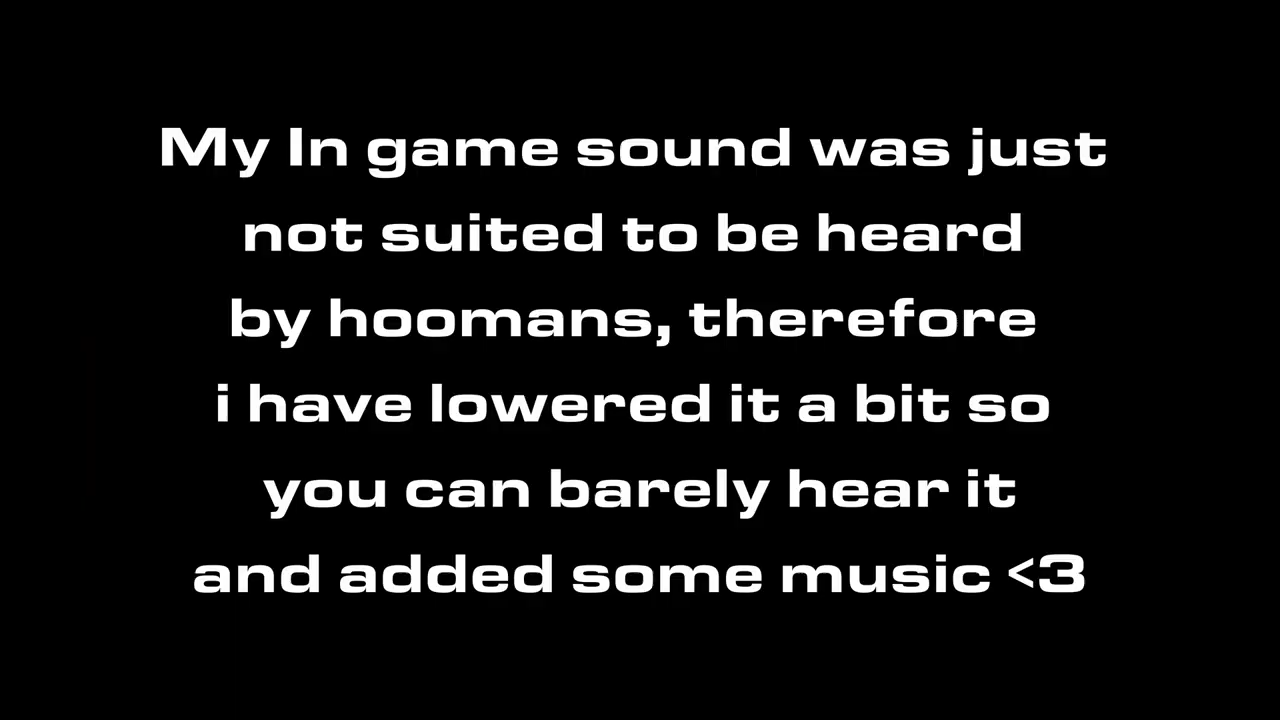 My In game sound was just
not suited to be heard
by hoomans, therefore
i have lowered it a bit so
you can barely hear it
and added some music <3